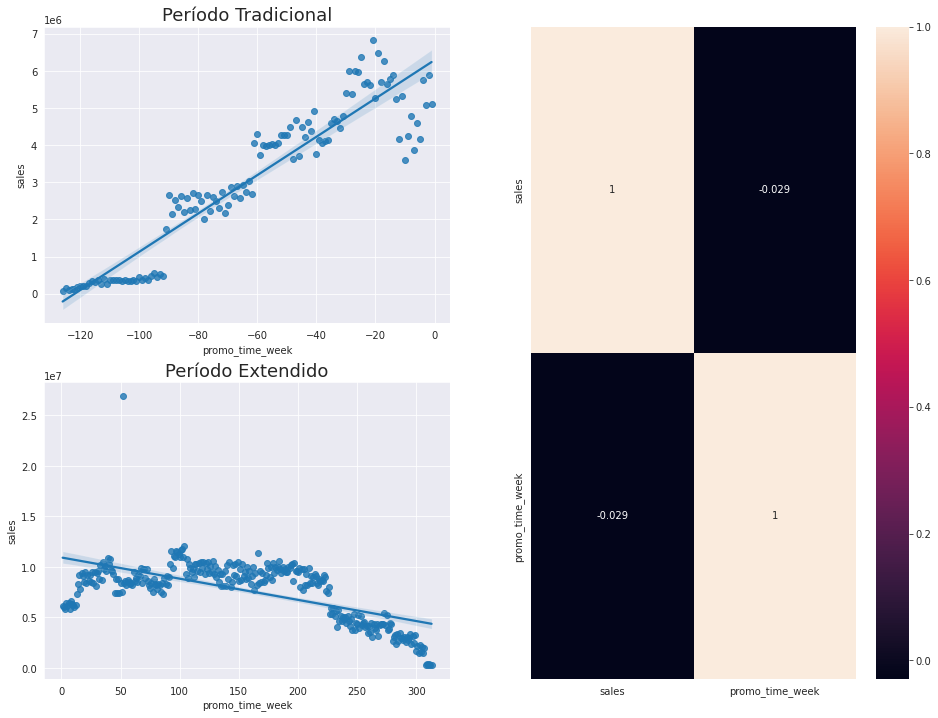 Período Tradicional
1e6
7
6
5
4
3
2
1
0
sales
−120 −100 −80 −60 −40 −20 0
promo_time_week
Período Extendido
1e7
2.5
2.0
1.5
1.0
0.5
0.0
sales
0 50 100 150 200 250 300
promo_time_week
sales
promo_time_week
1 -0.029
-0.029 1
sales promo_time_week
1.0
0.8
0.6
0.4
0.2
0.0